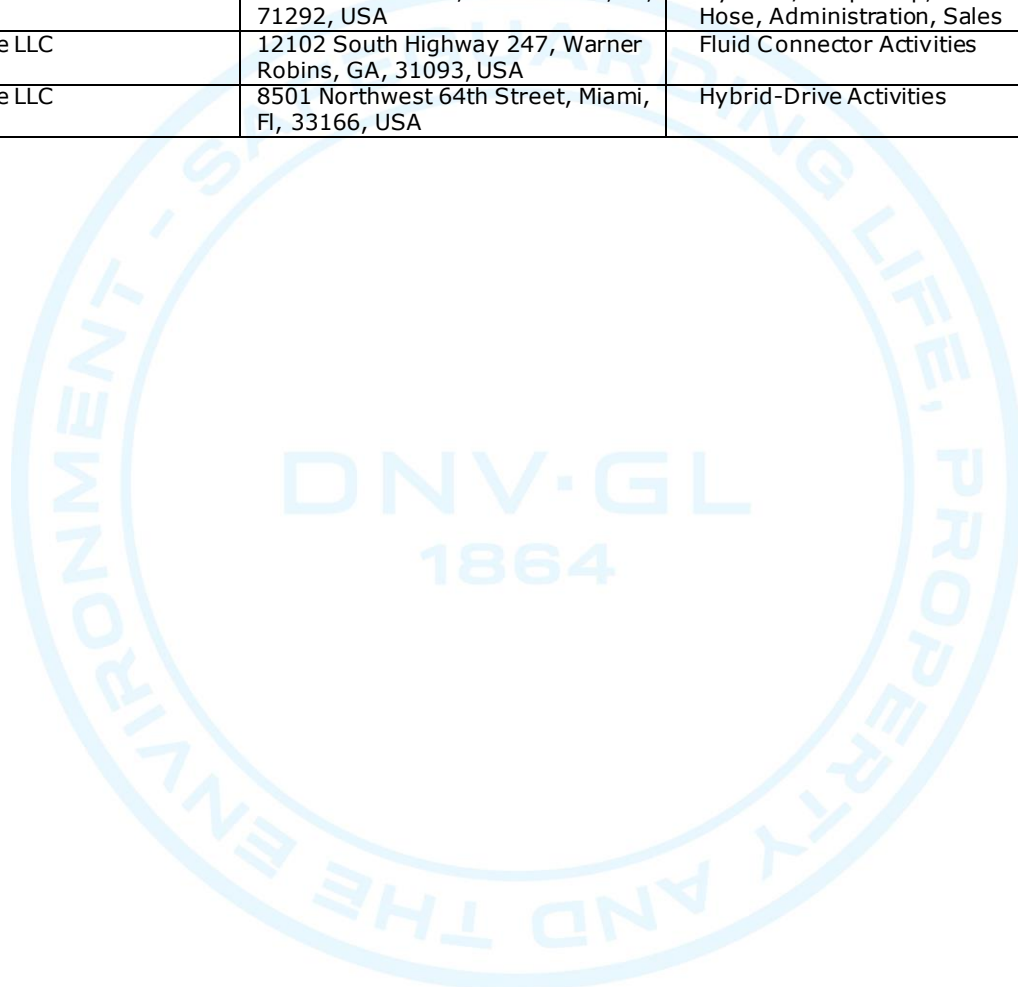 71292, USA
Hose, Administration, Sales
e LLC
12102 South Highway 247, Warner
Robins, GA, 31093, USA
Fluid Connector Activities
e LLC
8501 Northwest 64th Street, Miami,
Fl, 33166, USA
Hybrid-Drive Activities
SAFEGUARDING LIFE, PROPERTY AND THE ENVIRONMENT -
DNV·GL
1864